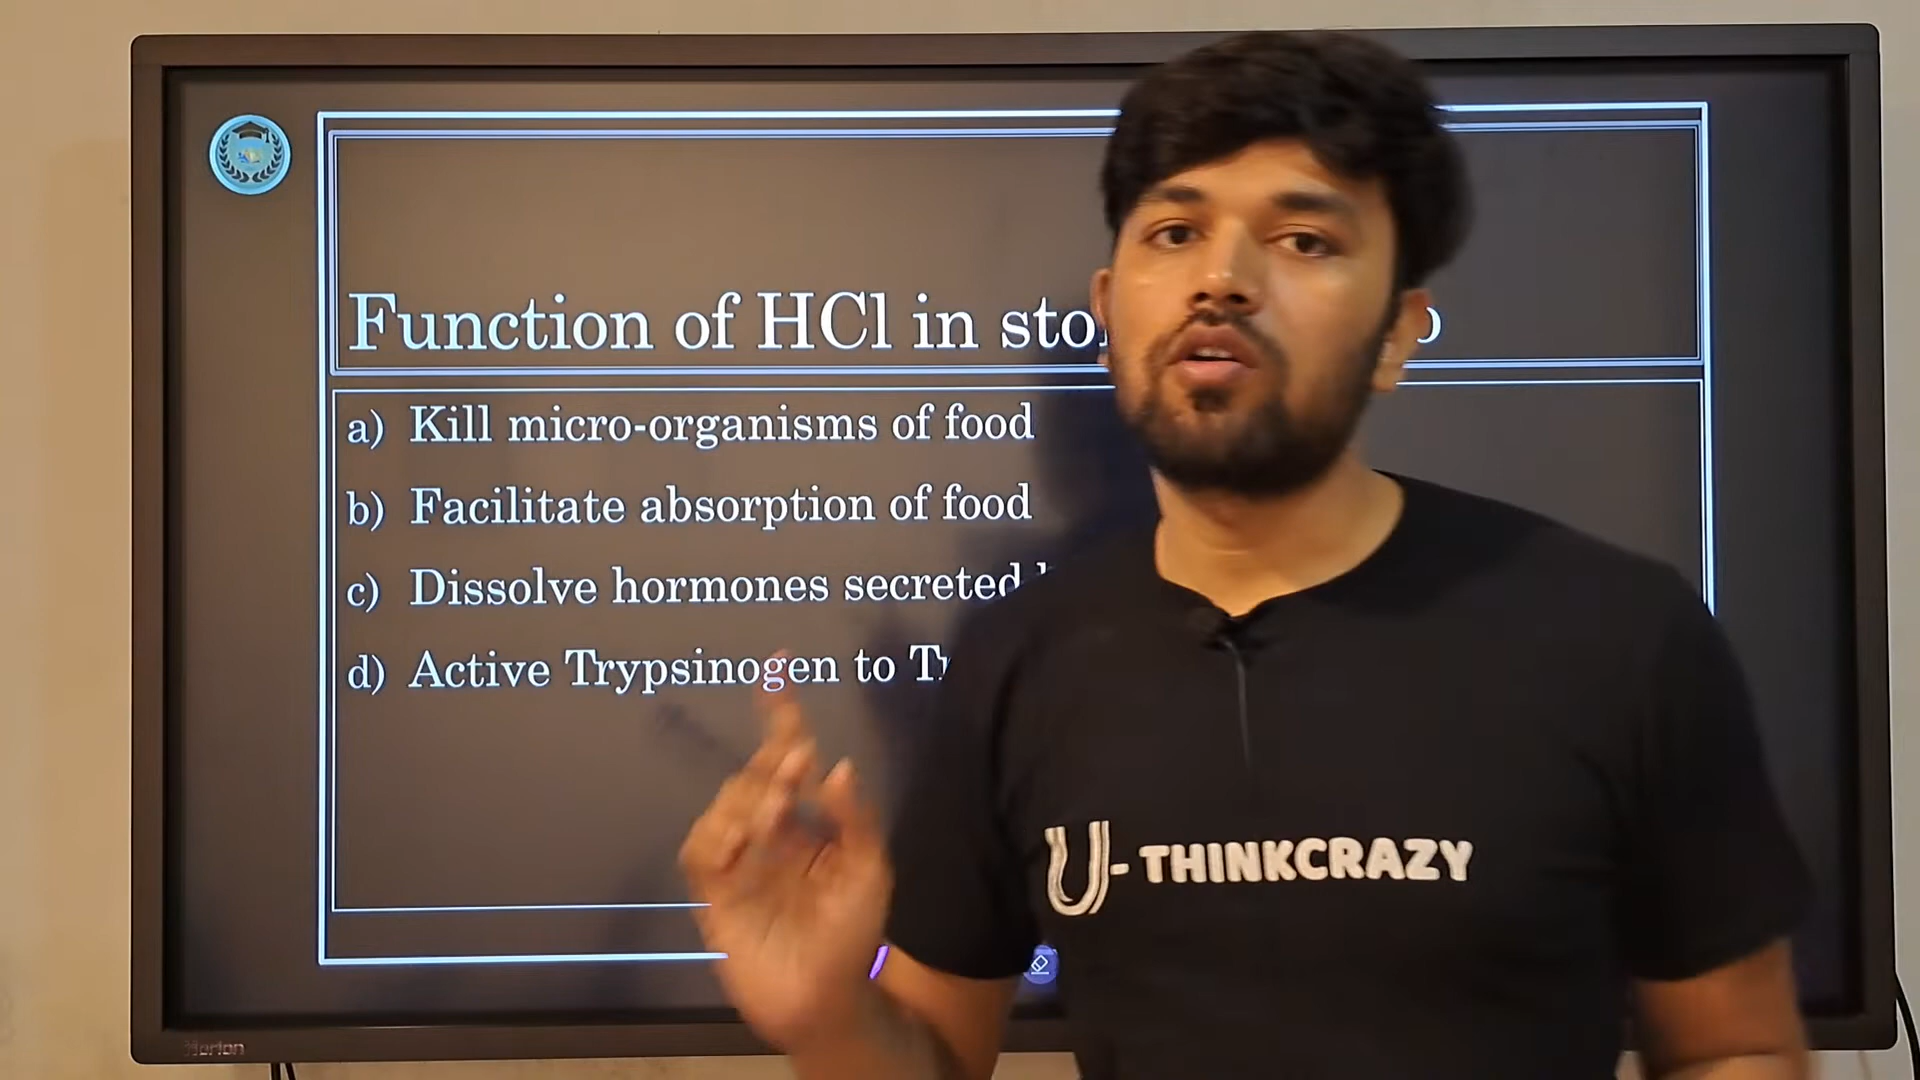 Function of HCl in
a) Kill micro-organisms of food
b) Facilitate absorption of food
c) Dissolve hormones secreted
d) Active Trypsinogen to
U-THINKCRAZY
Horion